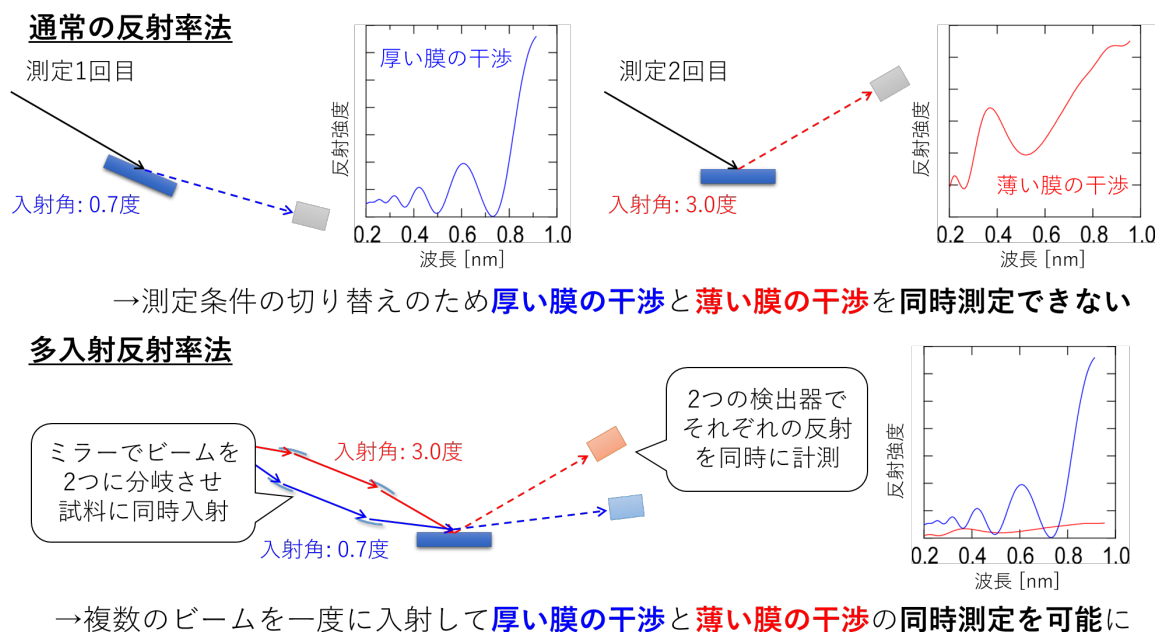 通常の反射率法
測定1回目
入射角: 0.7度
反射強度
厚い膜の干渉
0.2 0.4 0.6 0.8 1.0
波長 [nm]
測定2回目
入射角: 3.0度
反射強度
薄い膜の干渉
0.2 0.4 0.6 0.8 1.0
波長 [nm]
→測定条件の切り替えのため厚い膜の干渉と薄い膜の干渉を同時測定できない
多入射反射率法
ミラーでビームを
2つに分岐させ
試料に同時入射
入射角: 3.0度
入射角: 0.7度
2つの検出器で
それぞれの反射
を同時に計測
反射強度
0.2 0.4 0.6 0.8 1.0
波長 [nm]
→複数のビームを一度に入射して厚い膜の干渉と薄い膜の干渉の同時測定を可能に